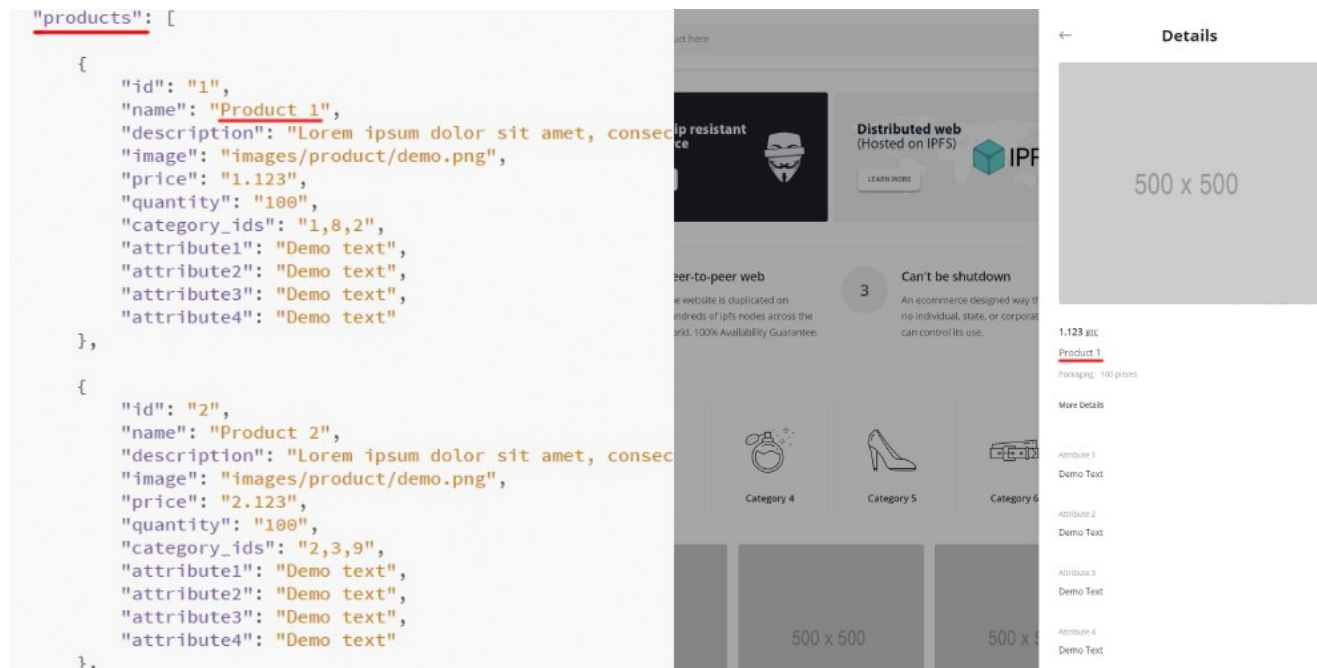 "products": [
{
"id": "1",
"name": "Product 1",
"description": "Lorem ipsum dolor sit amet, consec
"image": "images/product/demo.png",
"price": "1.123",
"quantity": "100",
"category_ids": "1,8,2",
"attribute1": "Demo text",
"attribute2": "Demo text",
"attribute3": "Demo text",
"attribute4": "Demo text"
},
{
"id": "2",
"name": "Product 2",
"description": "Lorem ipsum dolor sit amet, consec
"image": "images/product/demo.png",
"price": "2.123",
"quantity": "100",
"category_ids": "2,3,9",
"attribute1": "Demo text",
"attribute2": "Demo text",
"attribute3": "Demo text",
"attribute4": "Demo text"
},
uct here
ip resistant
ce
Distributed web
(Hosted on IPFS)
LEARN MORE
IPF
eer-to-peer web
e website is duplicated on
ndreds of ipfs nodes across the
orld. 100% Availability Guarantee.
3
Can't be shutdown
An ecommerce designed way th
no individual, state, or corporat
can control its use.
Category 4
Category 5
Category 6
500 x 500
500 x 5
Details
500 x 500
1.123 BTC
Product 1
Packaging: 100 pieces
More Details
Attribute 1
Demo Text
Attribute 2
Demo Text
Attribute 3
Demo Text
Attribute 4
Demo Text